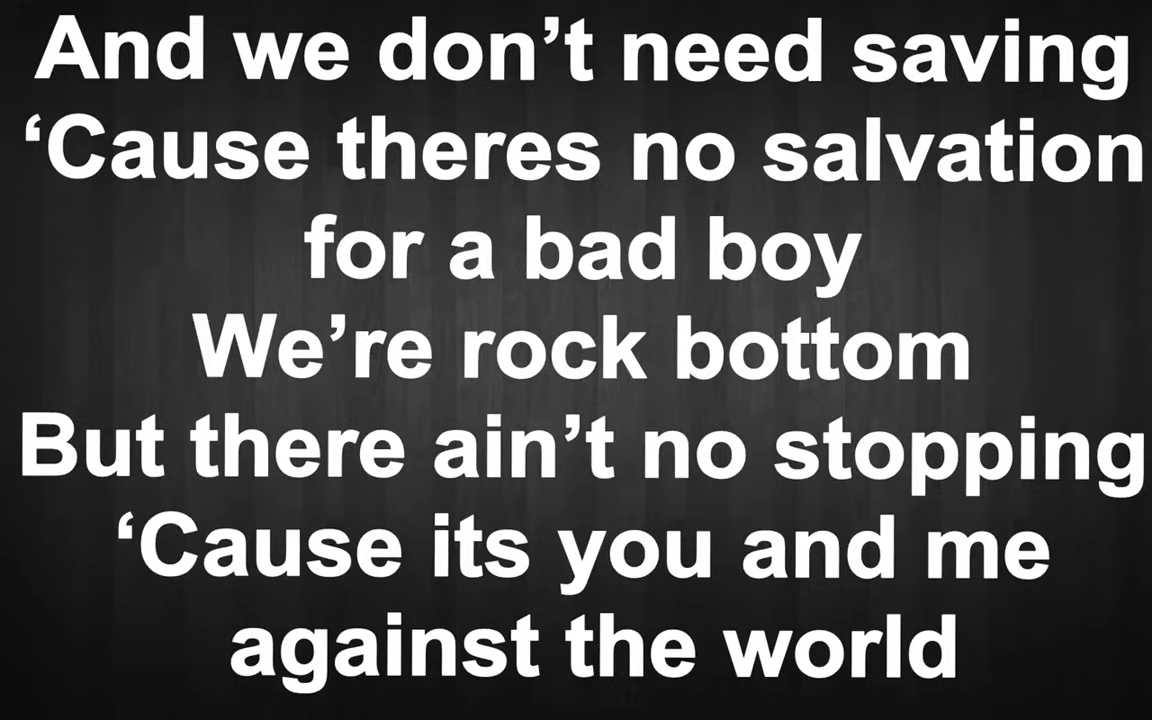 And we don’t need saving
‘Cause theres no salvation
for a bad boy
We’re rock bottom
But there ain’t no stopping
‘Cause its you and me
against the world